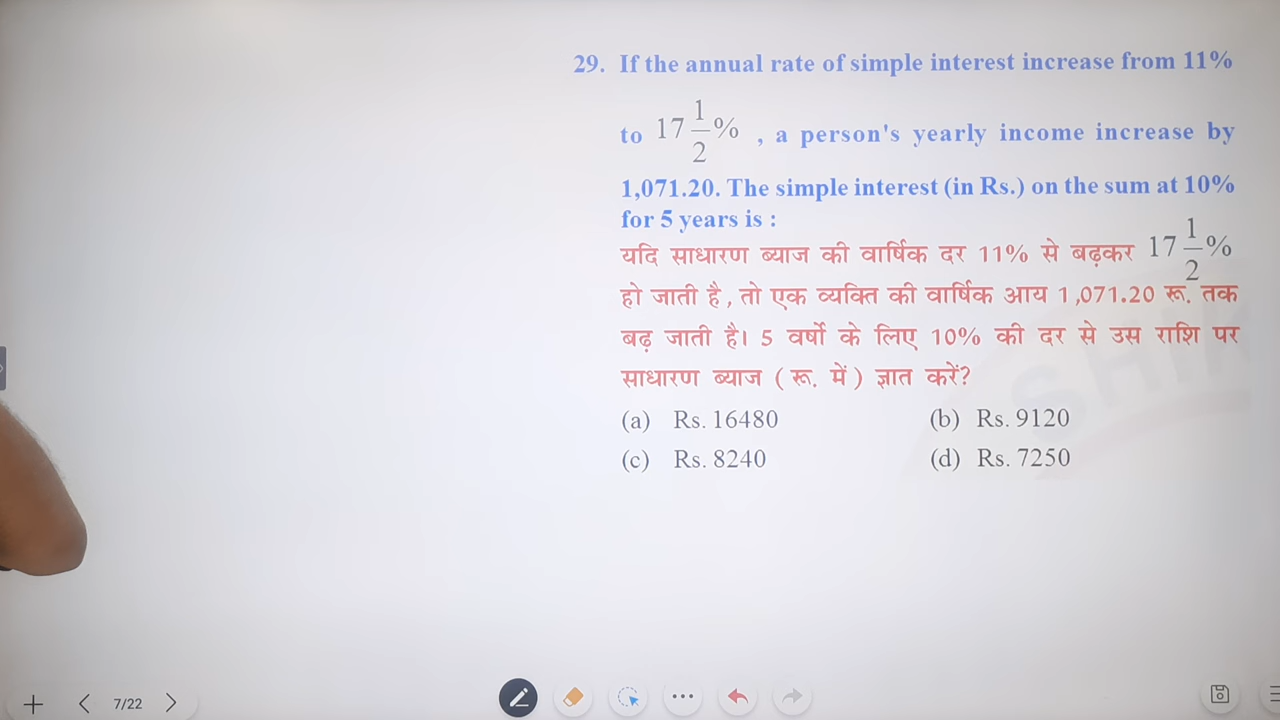 29. If the annual rate of simple interest increase from 11%
to 17 1/2 % , a person's yearly income increase by
1,071.20. The simple interest (in Rs.) on the sum at 10%
for 5 years is :
यदि साधारण ब्याज की वार्षिक दर 11% से बढ़कर 17 1/2 %
हो जाती है, तो एक व्यक्ति की वार्षिक आय 1,071.20 रू. तक
बढ़ जाती है। 5 वर्षों के लिए 10% की दर से उस राशि पर
साधारण ब्याज ( रू. में ) ज्ञात करें?
(a) Rs. 16480 (b) Rs. 9120
(c) Rs. 8240 (d) Rs. 7250
7/22